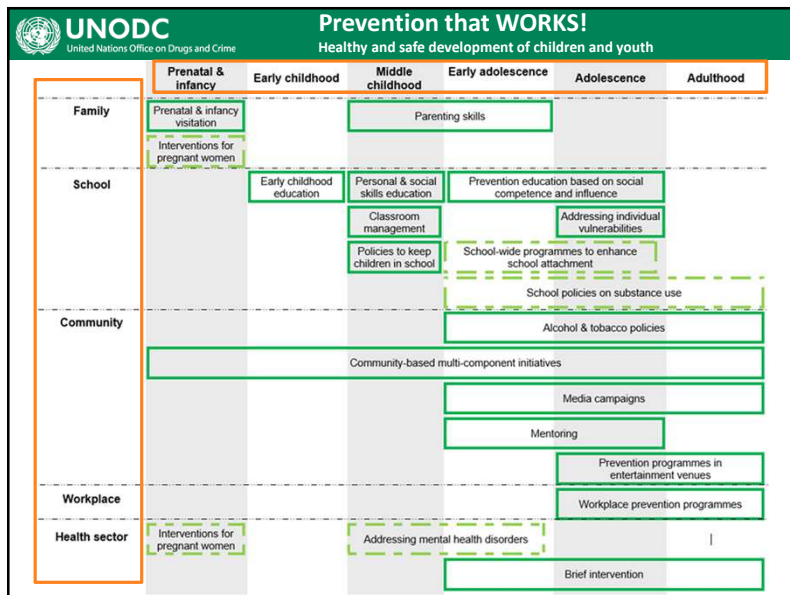 UNODC
United Nations Office on Drugs and Crime
Prevention that WORKS!
Healthy and safe development of children and youth
Prenatal &
infancy
Early childhood
Middle
childhood
Early adolescence
Adolescence
Adulthood
Family
Prenatal & infancy
visitation
Parenting skills
Interventions for
pregnant women
School
Early childhood
education
Personal & social
skills education
Prevention education based on social
competence and influence
Classroom
management
Addressing individual
vulnerabilities
Policies to keep
children in school
School-wide programmes to enhance
school attachment
School policies on substance use
Community
Alcohol & tobacco policies
Community-based multi-component initiatives
Media campaigns
Mentoring
Prevention programmes in
entertainment venues
Workplace
Workplace prevention programmes
Health sector
Interventions for
pregnant women
Addressing mental health disorders
Brief intervention